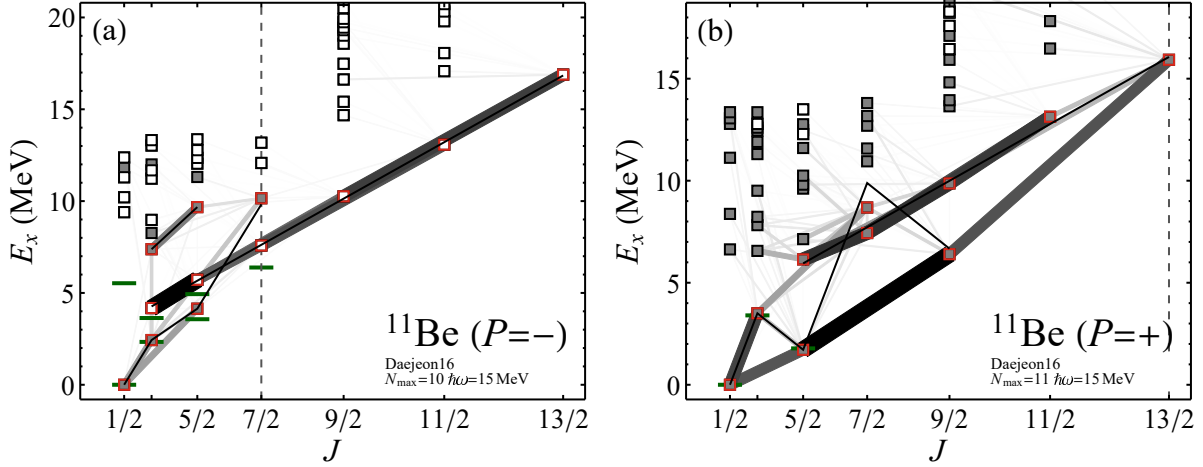 (a)
20
15
10
5
0
E_x (MeV)
1/2 5/2 7/2 9/2 11/2 13/2
J
¹¹Be (P=−)
Daejeon16
N_max=10 ℏω=15 MeV
(b)
20
15
10
5
0
E_x (MeV)
1/2 5/2 7/2 9/2 11/2 13/2
J
¹¹Be (P=+)
Daejeon16
N_max=11 ℏω=15 MeV